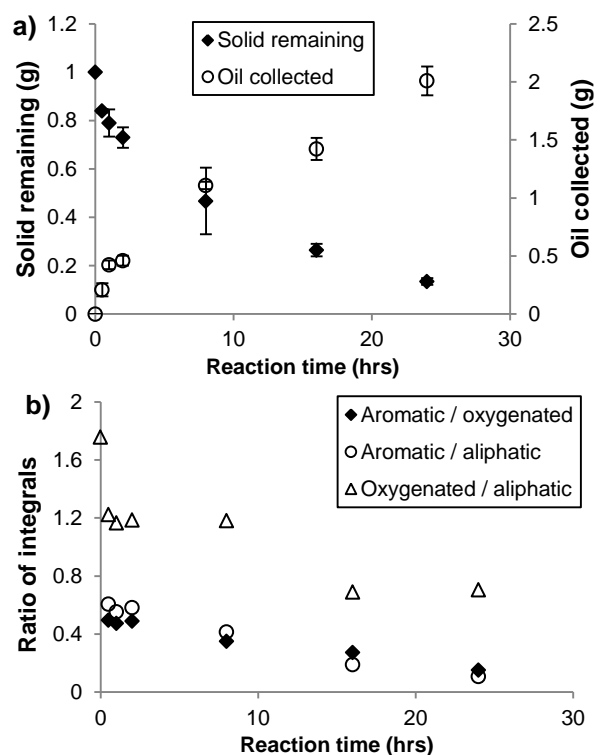 a)
Solid remaining (g)
1.2
1
0.8
0.6
0.4
0.2
0
Solid remaining
Oil collected
2.5
2
1.5
1
0.5
0
Oil collected (g)
0 10 20 30
Reaction time (hrs)
b)
Ratio of integrals
2
1.6
1.2
0.8
0.4
0
Aromatic / oxygenated
Aromatic / aliphatic
Oxygenated / aliphatic
0 10 20 30
Reaction time (hrs)